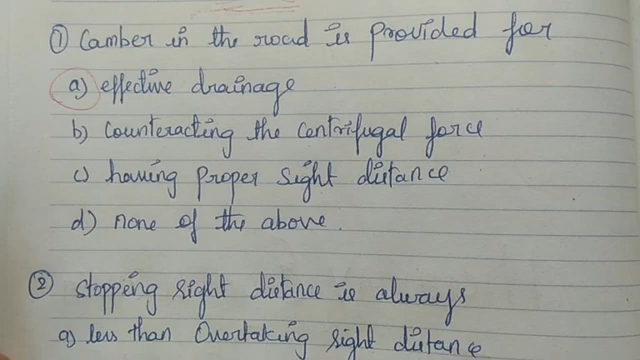 ① Camber in the road is provided for
a) effective drainage
b) counteracting the centrifugal force
c) having proper sight distance
d) none of the above.
② Stopping sight distance is always
a) less than Overtaking sight distance